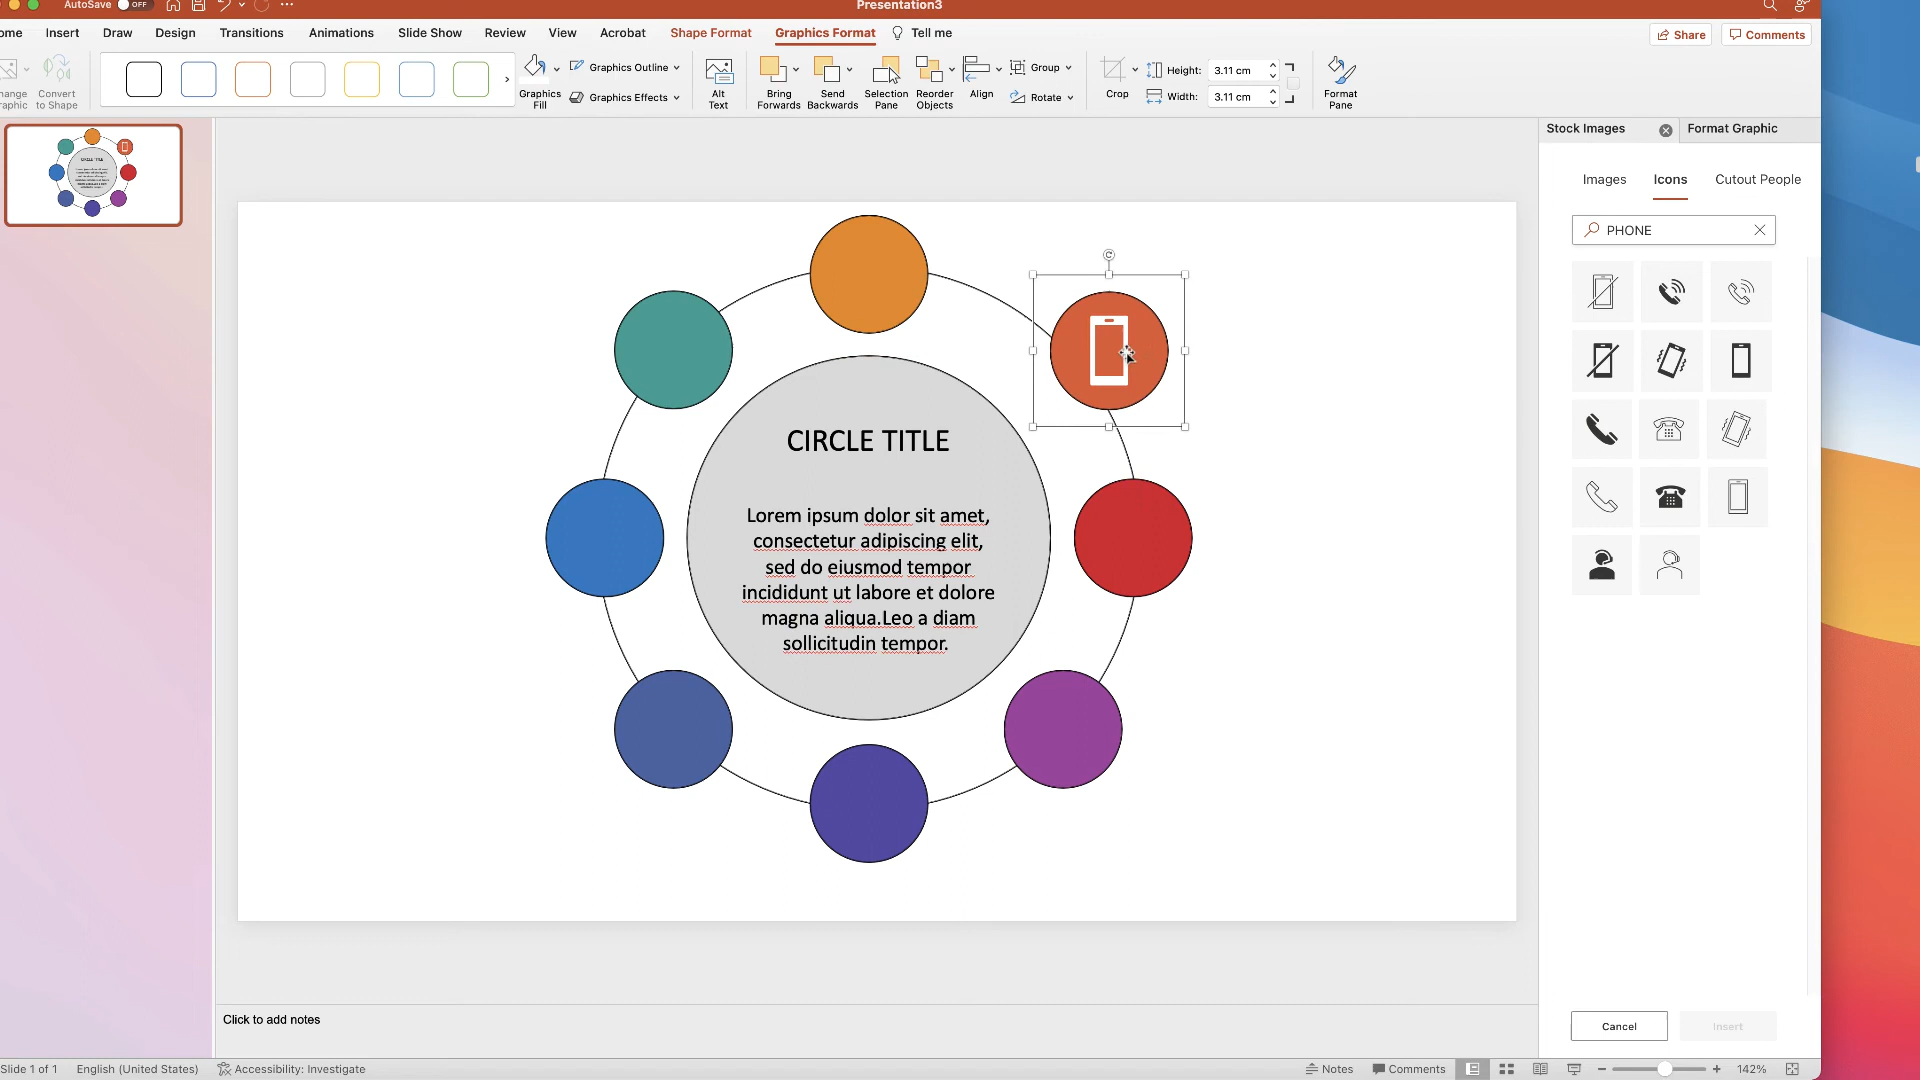 AutoSave OFF
Presentation3
ome Insert Draw Design Transitions Animations Slide Show Review View Acrobat Shape Format Graphics Format Tell me
Share Comments
hange
raphic
Convert
to Shape
Graphics
Fill
Graphics Outline
Graphics Effects
Alt
Text
Bring
Forwards
Send
Backwards
Selection
Pane
Reorder
Objects
Align
Group
Rotate
Crop
Height: 3.11 cm
Width: 3.11 cm
Format
Pane
Stock Images
Format Graphic
Images Icons Cutout People
PHONE
CIRCLE TITLE
Lorem ipsum dolor sit amet,
consectetur adipiscing elit,
sed do eiusmod tempor
incididunt ut labore et dolore
magna aliqua.Leo a diam
sollicitudin tempor.
Cancel Insert
Click to add notes
Slide 1 of 1 English (United States) Accessibility: Investigate
Notes Comments 142%